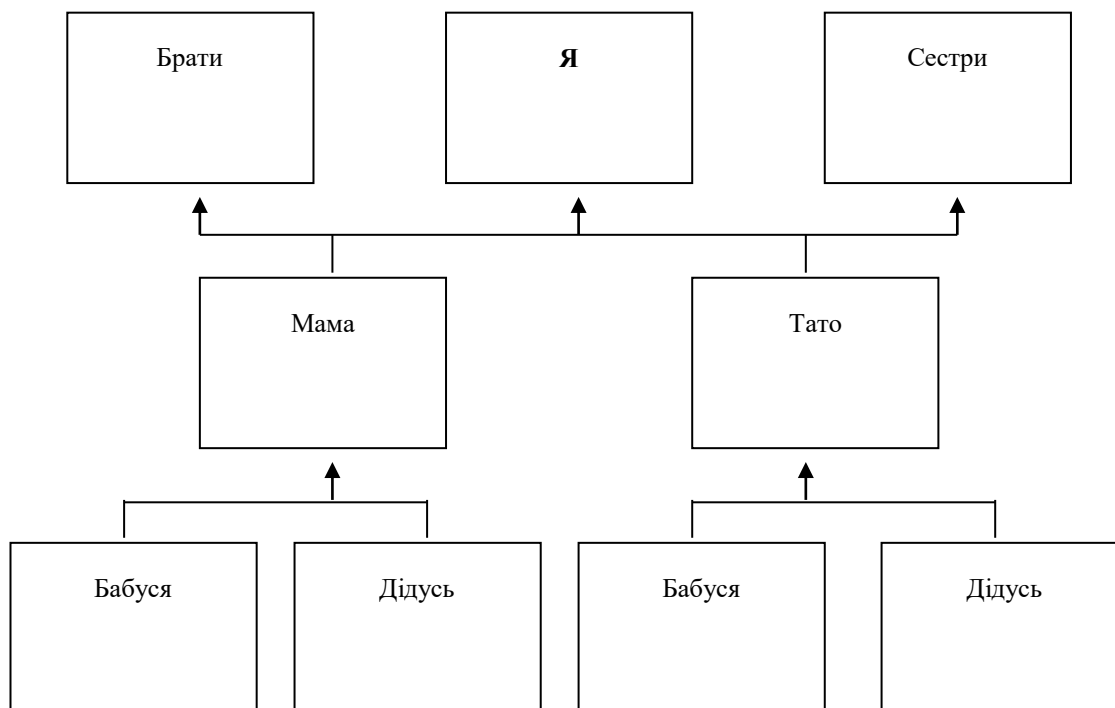 Брати
Я
Сестри
Мама
Тато
Бабуся
Дідусь
Бабуся
Дідусь